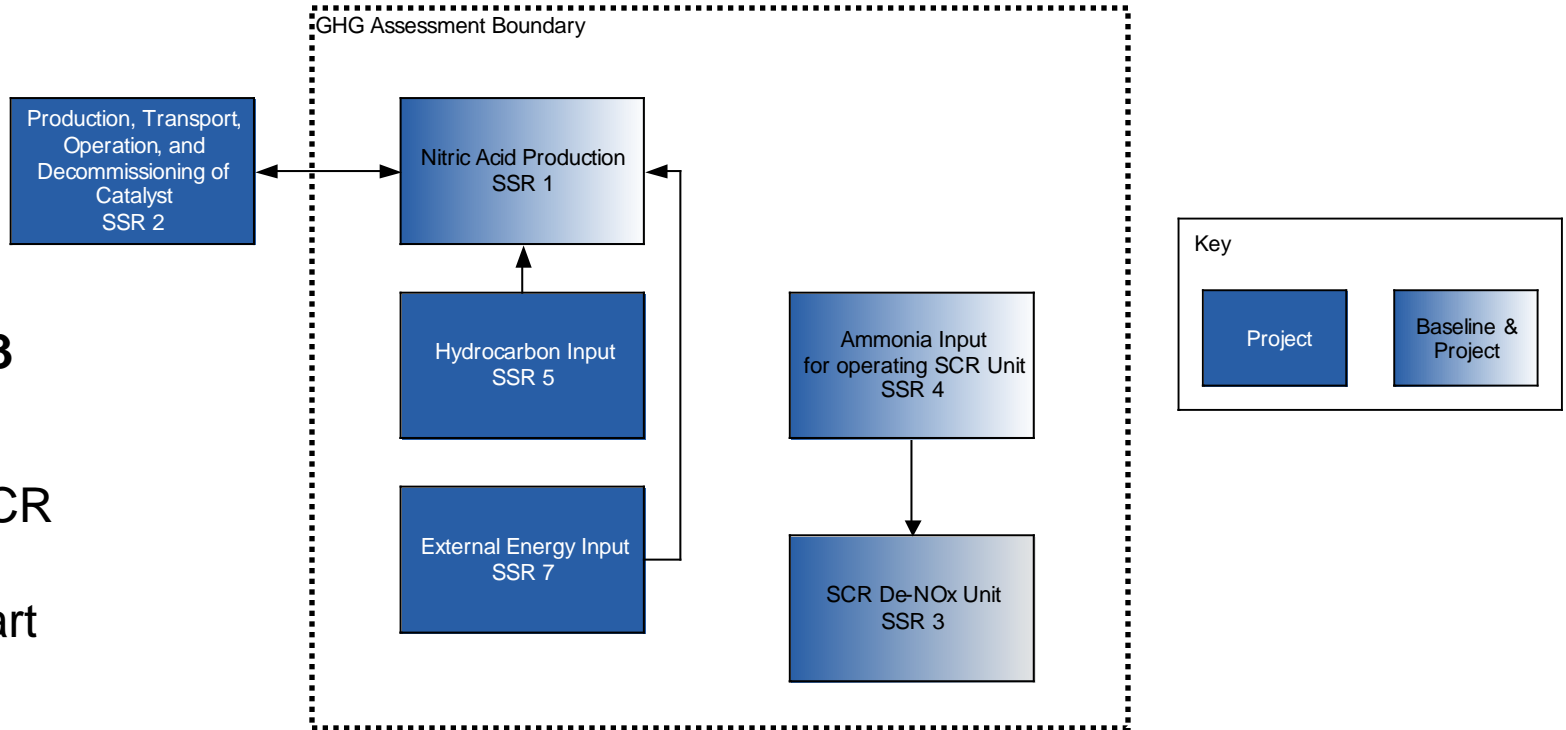 GHG Assessment Boundary
Production, Transport,
Operation, and
Decommissioning of
Catalyst
SSR 2
Nitric Acid Production
SSR 1
Hydrocarbon Input
SSR 5
External Energy Input
SSR 7
Ammonia Input
for operating SCR Unit
SSR 4
SCR De-NOx Unit
SSR 3
Key
Project
Baseline &
Project
CR
art